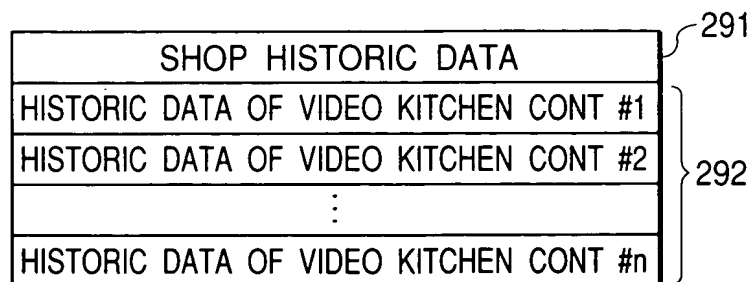 291
SHOP HISTORIC DATA
HISTORIC DATA OF VIDEO KITCHEN CONT #1
HISTORIC DATA OF VIDEO KITCHEN CONT #2
292
⋮
HISTORIC DATA OF VIDEO KITCHEN CONT #n